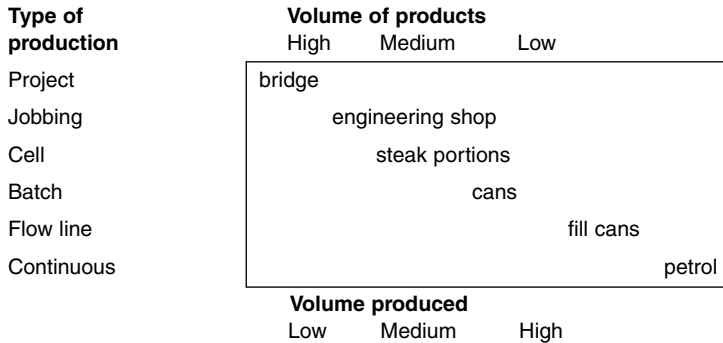 Type of Volume of products
production High Medium Low
Project bridge
Jobbing engineering shop
Cell steak portions
Batch cans
Flow line fill cans
Continuous petrol
Volume produced
Low Medium High